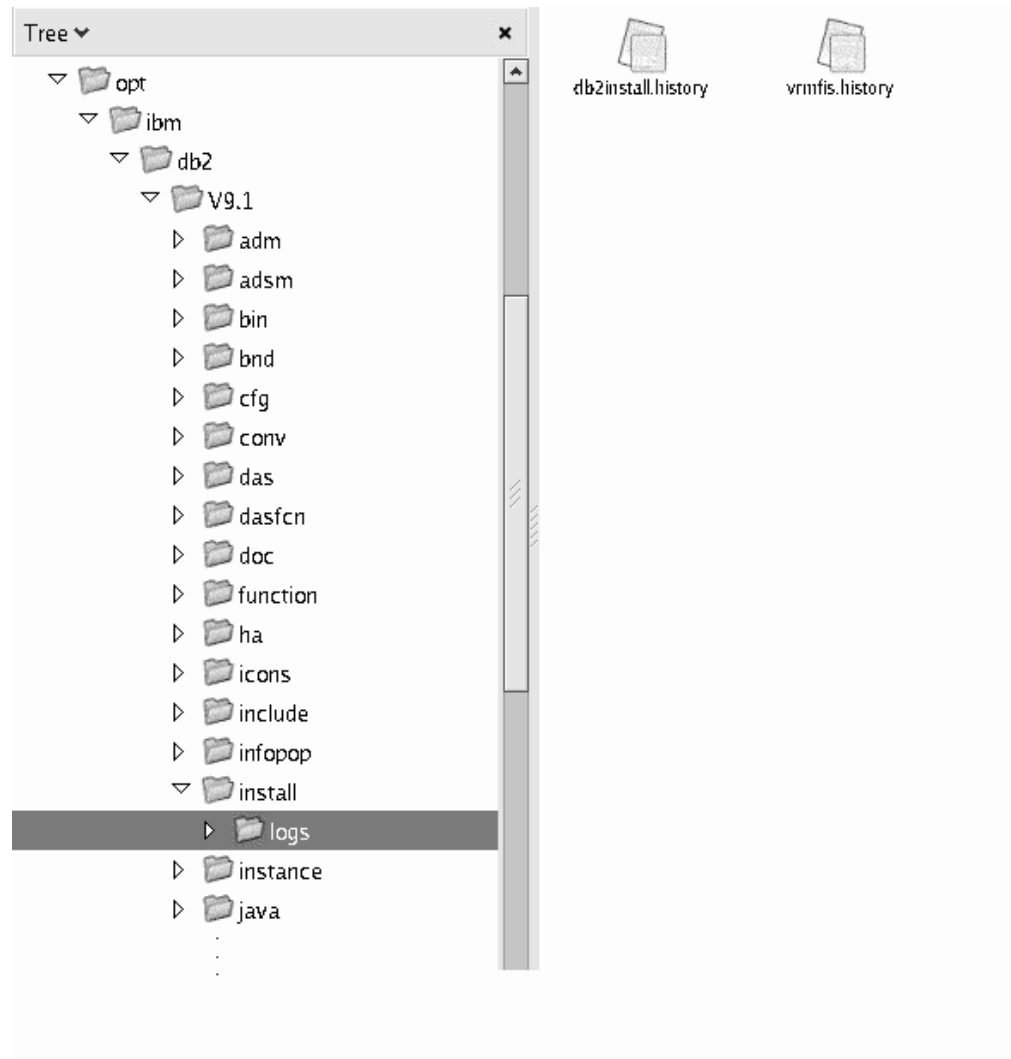 Tree
opt
ibm
db2
V9.1
adm
adsm
bin
bnd
cfg
conv
das
dasfcn
doc
function
ha
icons
include
infopop
install
logs
instance
java
db2install.history
vrmfis.history